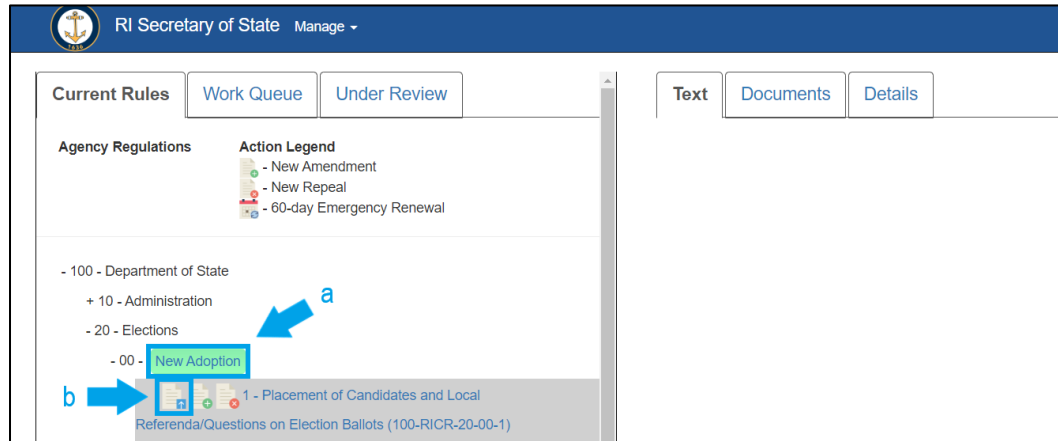 RI Secretary of State Manage
Current Rules Work Queue Under Review
Text Documents Details
Agency Regulations Action Legend
- New Amendment
- New Repeal
- 60-day Emergency Renewal
- 100 - Department of State
+ 10 - Administration
a
- 20 - Elections
- 00 - New Adoption
b
1 - Placement of Candidates and Local
Referenda/Questions on Election Ballots (100-RICR-20-00-1)
1636